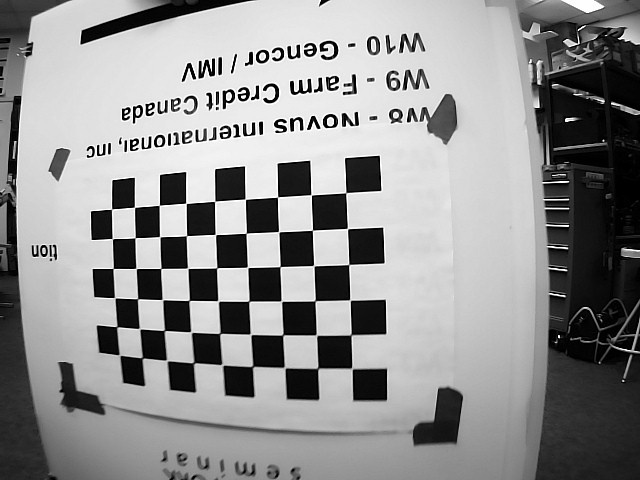 seminar
tion
W8 - Novus International, Inc
W9 - Farm Credit Canada
W10 - Gencor / IMV